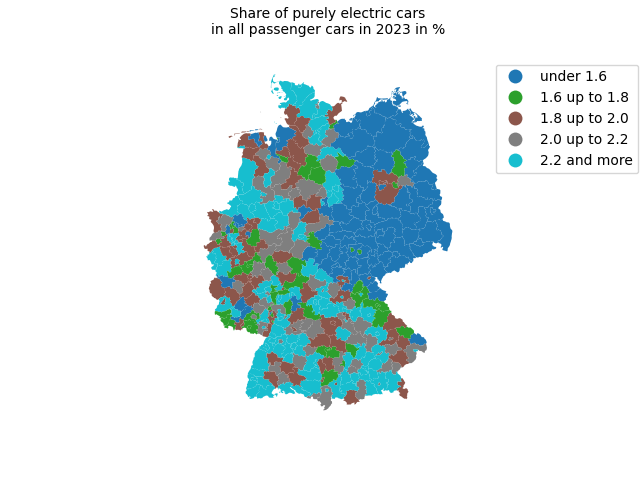 Share of purely electric cars
in all passenger cars in 2023 in %
under 1.6
1.6 up to 1.8
1.8 up to 2.0
2.0 up to 2.2
2.2 and more